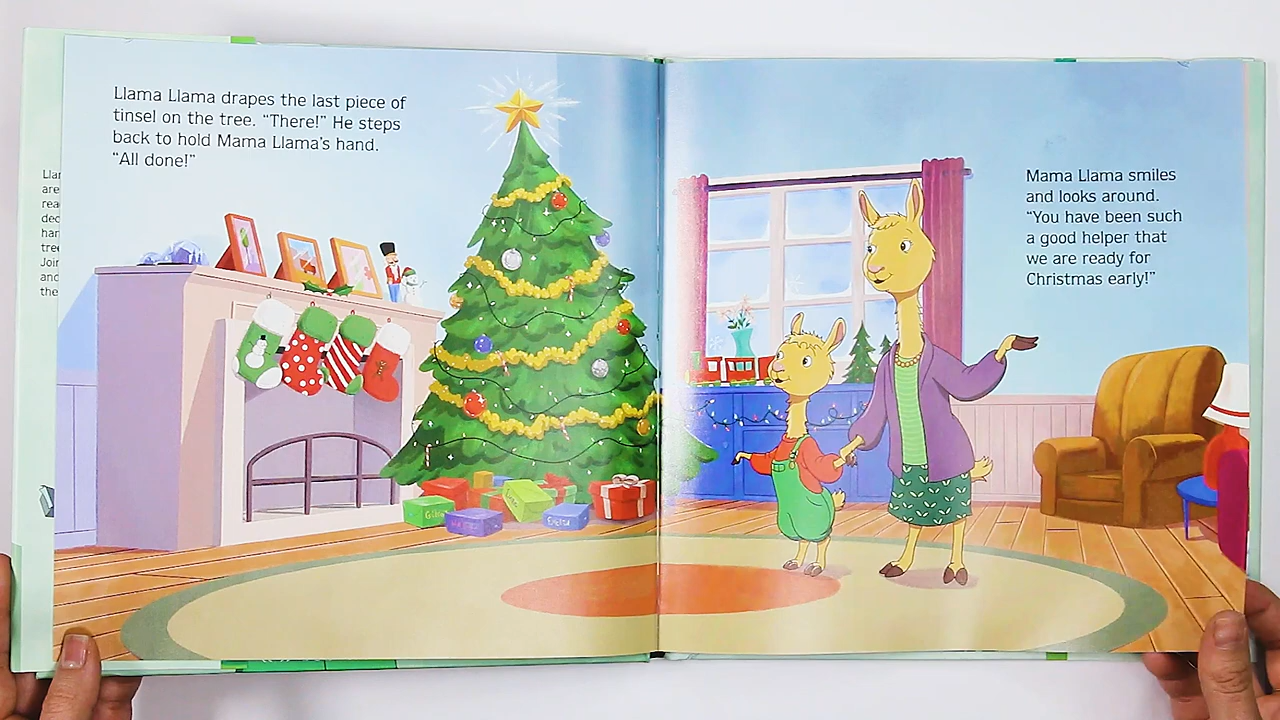 Llama Llama drapes the last piece of
tinsel on the tree. “There!” He steps
back to hold Mama Llama’s hand.
“All done!”
Mama Llama smiles
and looks around.
“You have been such
a good helper that
we are ready for
Christmas early!”